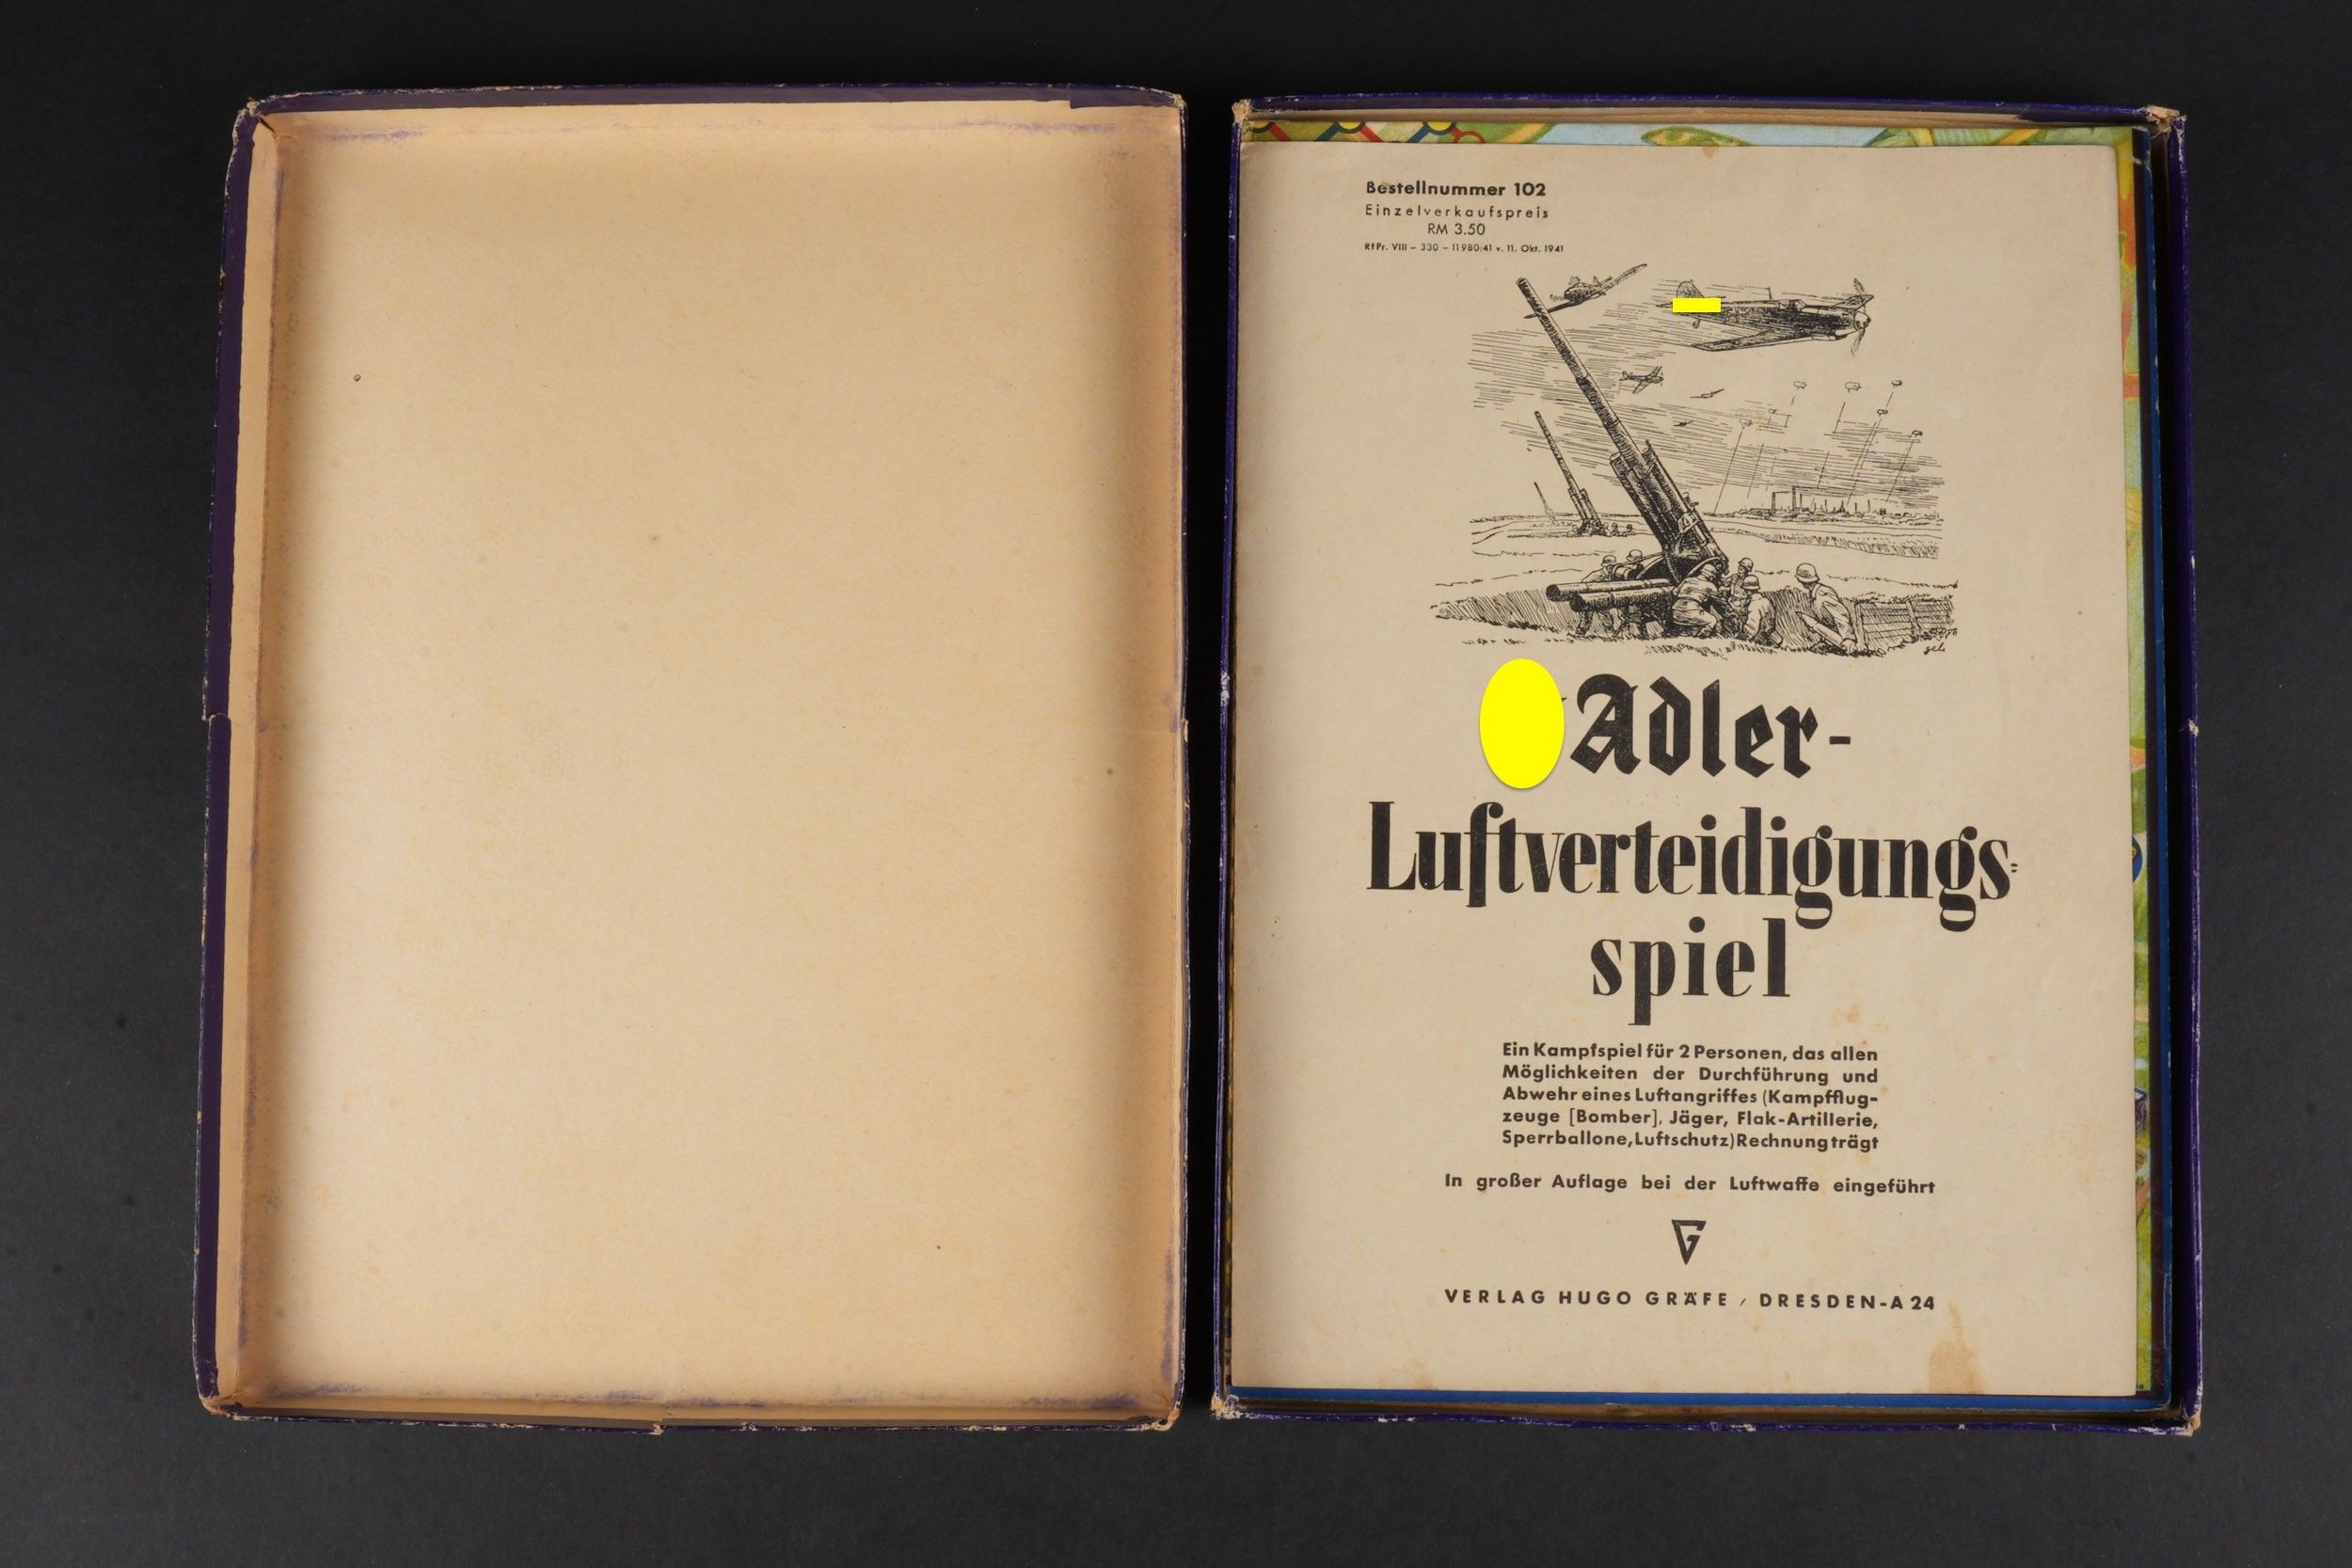 Bestellnummer 102
Einzelverkaufspreis
RM 3.50
RfPr. VIII – 330 – 11980/41 v. 11. Okt. 1941
Adler-
Luftverteidigungs-
spiel
Ein Kampfspiel für 2 Personen, das allen
Möglichkeiten der Durchführung und
Abwehr eines Luftangriffes (Kampfflug-
zeuge [Bomber], Jäger, Flak-Artillerie,
Sperrballone, Luftschutz) Rechnung trägt
In großer Auflage bei der Luftwaffe eingeführt
G
VERLAG HUGO GRÄFE / DRESDEN-A 24